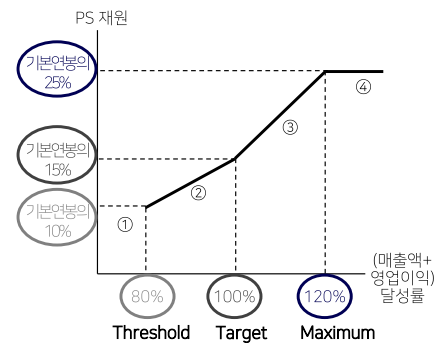 PS 재원
기본연봉의
25%
④
③
기본연봉의
15%
②
기본연봉의
10%
①
(매출액+
영업이익)
달성률
80%
100%
120%
Threshold
Target
Maximum